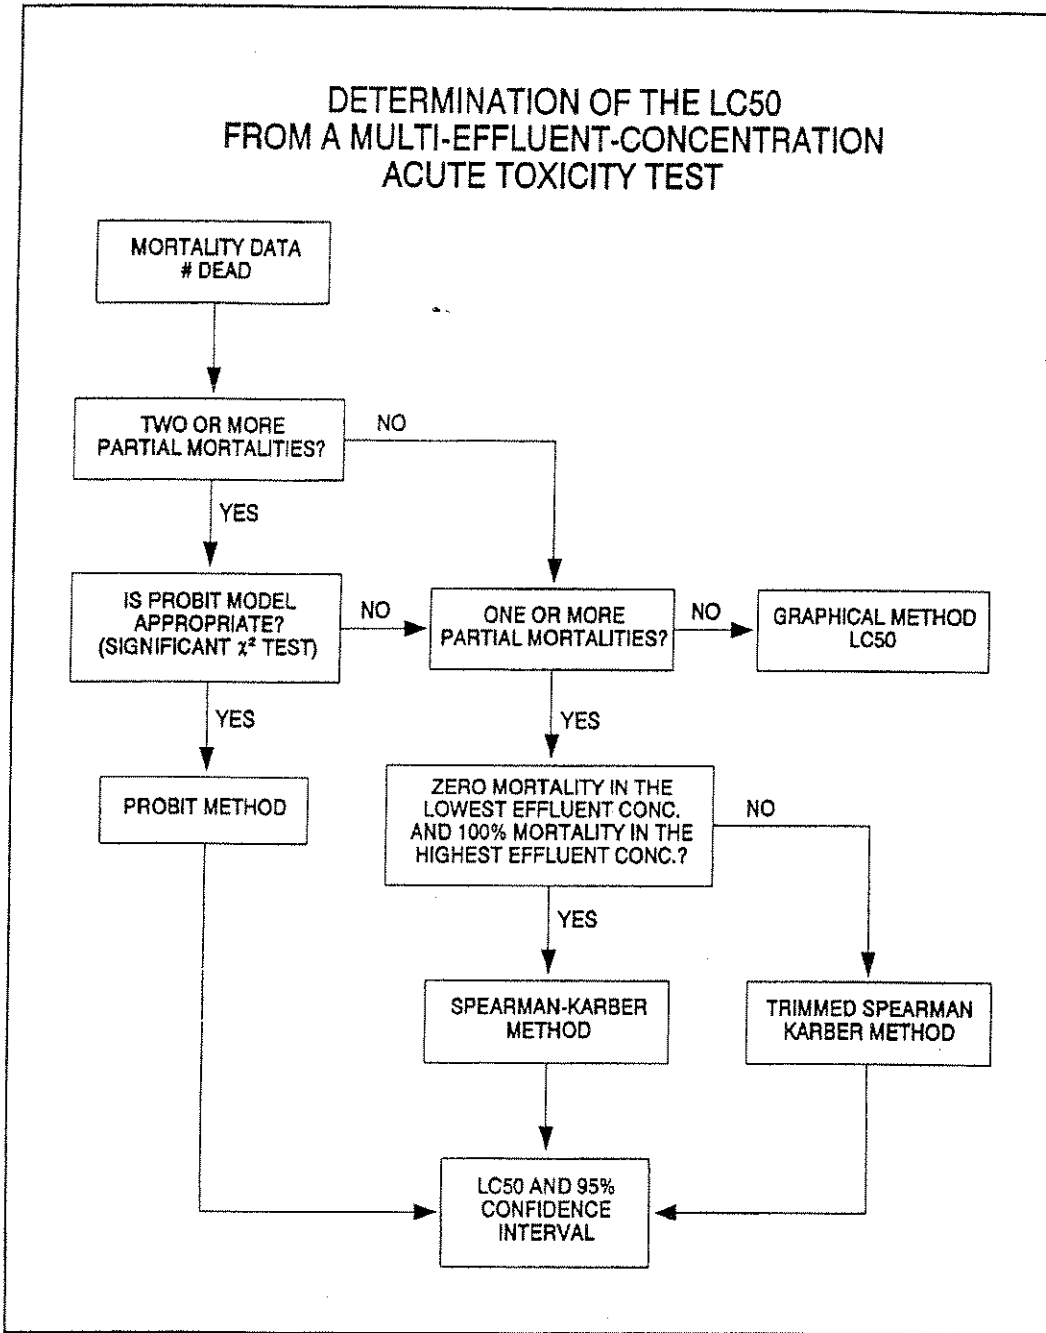 DETERMINATION OF THE LC50
FROM A MULTI-EFFLUENT-CONCENTRATION
ACUTE TOXICITY TEST
MORTALITY DATA
# DEAD
TWO OR MORE
PARTIAL MORTALITIES?
NO
YES
IS PROBIT MODEL
APPROPRIATE?
(SIGNIFICANT χ² TEST)
NO
ONE OR MORE
PARTIAL MORTALITIES?
NO
GRAPHICAL METHOD
LC50
YES
YES
PROBIT METHOD
ZERO MORTALITY IN THE
LOWEST EFFLUENT CONC.
AND 100% MORTALITY IN THE
HIGHEST EFFLUENT CONC.?
NO
YES
SPEARMAN-KARBER
METHOD
TRIMMED SPEARMAN
KARBER METHOD
LC50 AND 95%
CONFIDENCE
INTERVAL